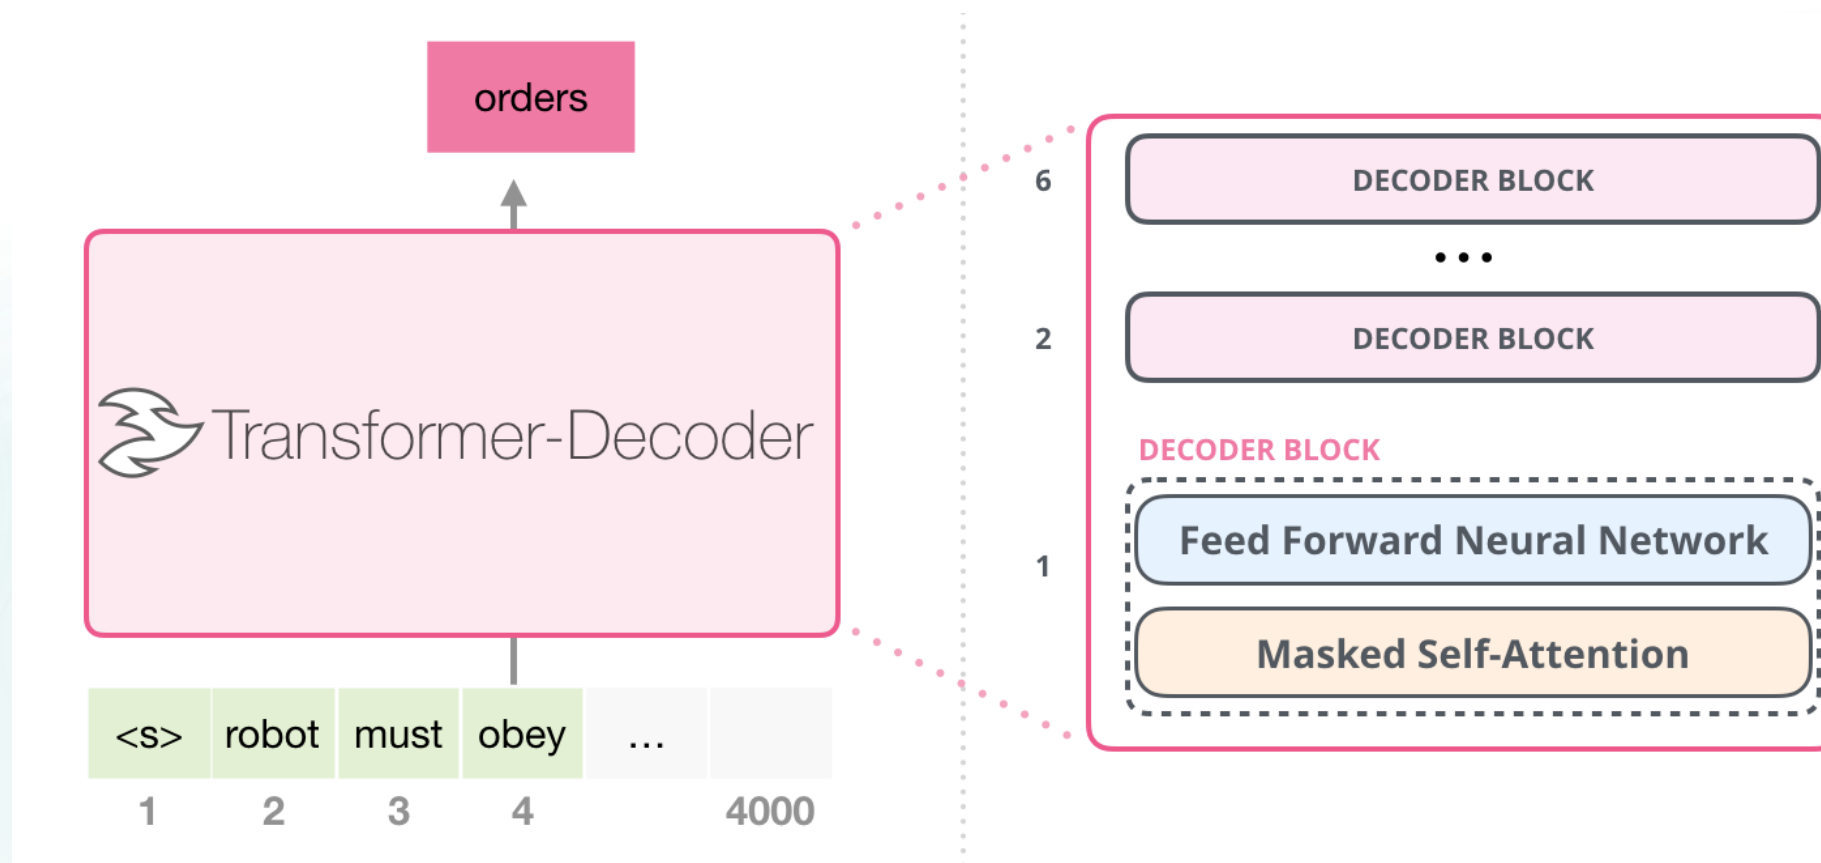 orders
Transformer-Decoder
<s> robot must obey ...
1 2 3 4 4000
6 DECODER BLOCK
...
2 DECODER BLOCK
DECODER BLOCK
Feed Forward Neural Network
1
Masked Self-Attention